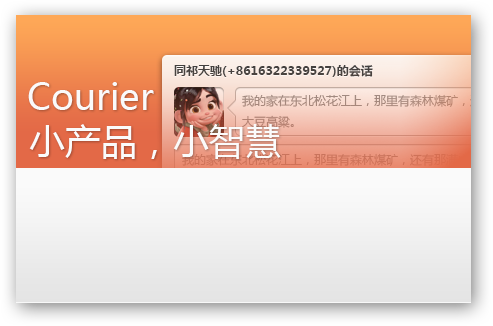 同祁天驰(+8616322339527)的会话
Courier
我的家在东北松花江上，那里有森林煤矿，
大豆高粱。
小产品，小智慧
我的家在东北松花江上，那里有森林煤矿，还有那